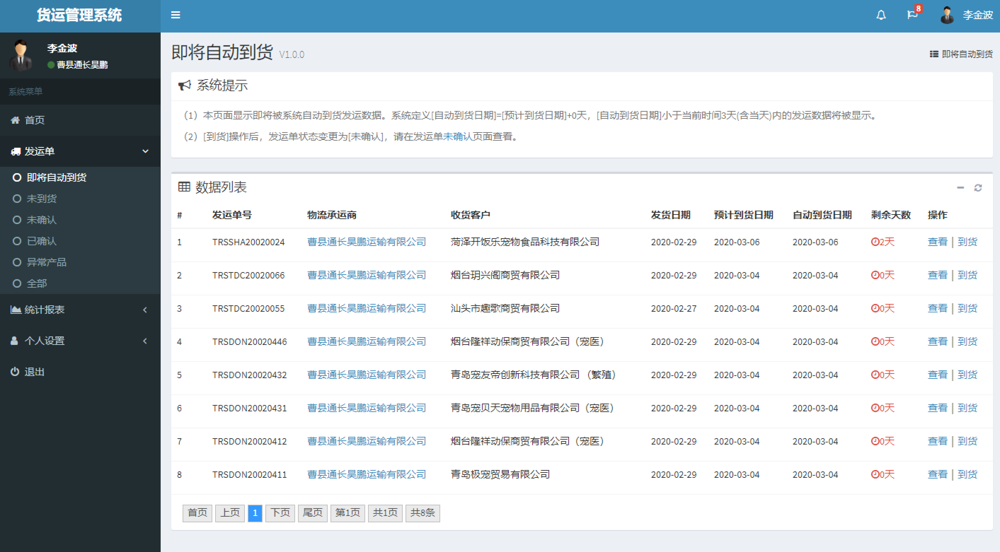 货运管理系统
8
李金波
李金波
曹县通长昊鹏
系统菜单
首页
发运单
即将自动到货
未到货
未确认
已确认
异常产品
全部
统计报表
个人设置
退出
即将自动到货 V1.0.0
即将自动到货
系统提示
（1）本页面显示即将被系统自动到货发运数据。系统定义[自动到货日期]=[预计到货日期]+0天，[自动到货日期]小于当前时间3天(含当天)内的发运数据将被显示。
（2）[到货]操作后，发运单状态变更为[未确认]，请在发运单未确认页面查看。
数据列表
# 发运单号 物流承运商 收货客户 发货日期 预计到货日期 自动到货日期 剩余天数 操作
1 TRSSHA20020024 曹县通长昊鹏运输有限公司 菏泽开饭乐宠物食品科技有限公司 2020-02-29 2020-03-06 2020-03-06 2天 查看 | 到货
2 TRSTDC20020066 曹县通长昊鹏运输有限公司 烟台玥兴阁商贸有限公司 2020-02-29 2020-03-04 2020-03-04 0天 查看 | 到货
3 TRSTDC20020055 曹县通长昊鹏运输有限公司 汕头市趣歌商贸有限公司 2020-02-27 2020-03-04 2020-03-04 0天 查看 | 到货
4 TRSDON20020446 曹县通长昊鹏运输有限公司 烟台隆祥动保商贸有限公司（宠医） 2020-02-29 2020-03-04 2020-03-04 0天 查看 | 到货
5 TRSDON20020432 曹县通长昊鹏运输有限公司 青岛宠友帝创新科技有限公司 （繁殖） 2020-02-29 2020-03-04 2020-03-04 0天 查看 | 到货
6 TRSDON20020431 曹县通长昊鹏运输有限公司 青岛宠贝天宠物用品有限公司（宠医） 2020-02-29 2020-03-04 2020-03-04 0天 查看 | 到货
7 TRSDON20020412 曹县通长昊鹏运输有限公司 烟台隆祥动保商贸有限公司（宠医） 2020-02-29 2020-03-04 2020-03-04 0天 查看 | 到货
8 TRSDON20020411 曹县通长昊鹏运输有限公司 青岛极宠贸易有限公司 2020-02-29 2020-03-04 2020-03-04 0天 查看 | 到货
首页 上页 1 下页 尾页 第1页 共1页 共8条